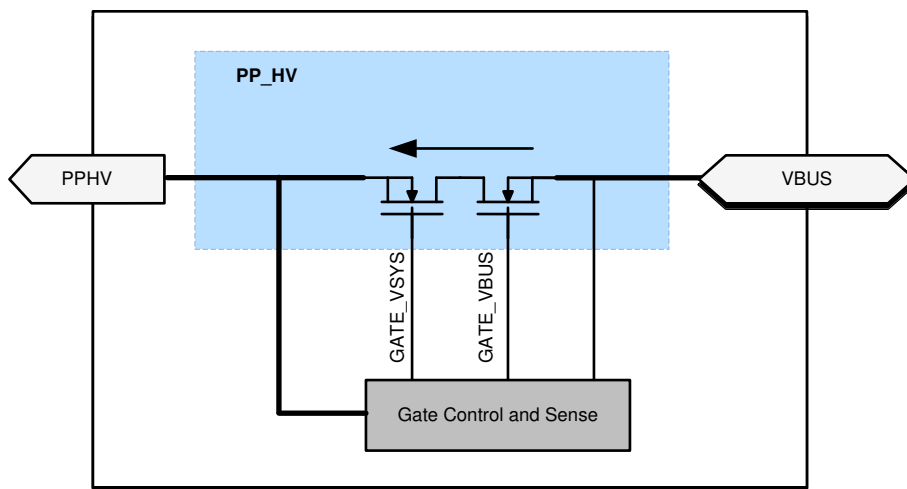 PP_HV
PPHV
VBUS
GATE_VSYS
GATE_VBUS
Gate Control and Sense